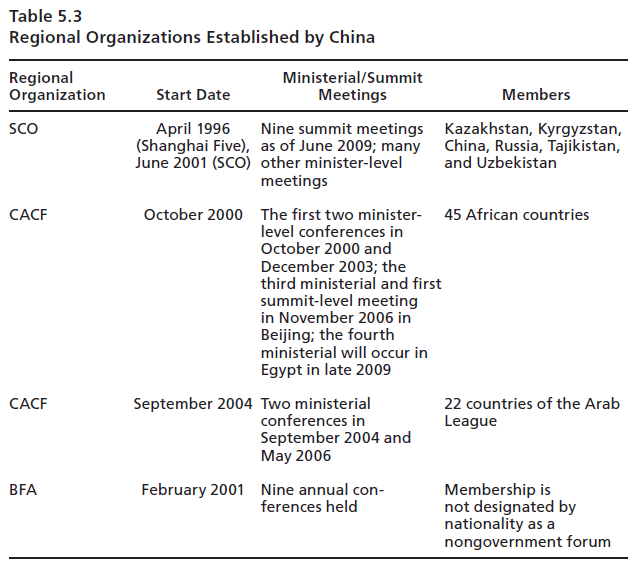 Table 5.3
Regional Organizations Established by China
Regional Organization
Start Date
Ministerial/Summit Meetings
Members
SCO
April 1996
(Shanghai Five),
June 2001 (SCO)
Nine summit meetings
as of June 2009; many
other minister-level
meetings
Kazakhstan, Kyrgyzstan,
China, Russia, Tajikistan,
and Uzbekistan
CACF
October 2000
The first two minister-
level conferences in
October 2000 and
December 2003; the
third ministerial and first
summit-level meeting
in November 2006 in
Beijing; the fourth
ministerial will occur in
Egypt in late 2009
45 African countries
CACF
September 2004
Two ministerial
conferences in
September 2004 and
May 2006
22 countries of the Arab
League
BFA
February 2001
Nine annual con-
ferences held
Membership is
not designated by
nationality as a
nongovernment forum